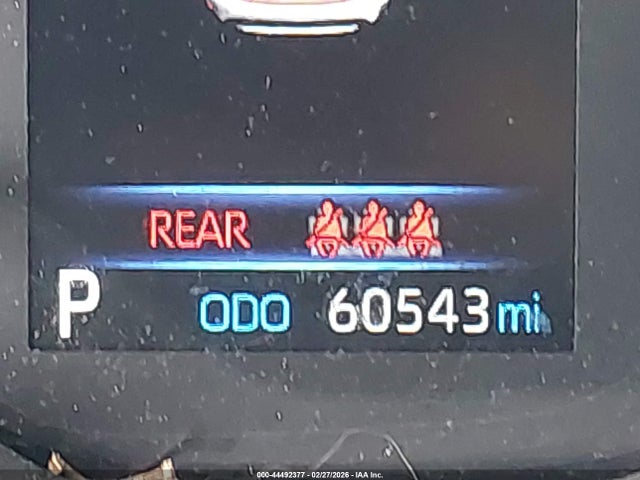 REAR
P ODO 60543 mi
000-44492377 - 02/27/2026 - IAA Inc.